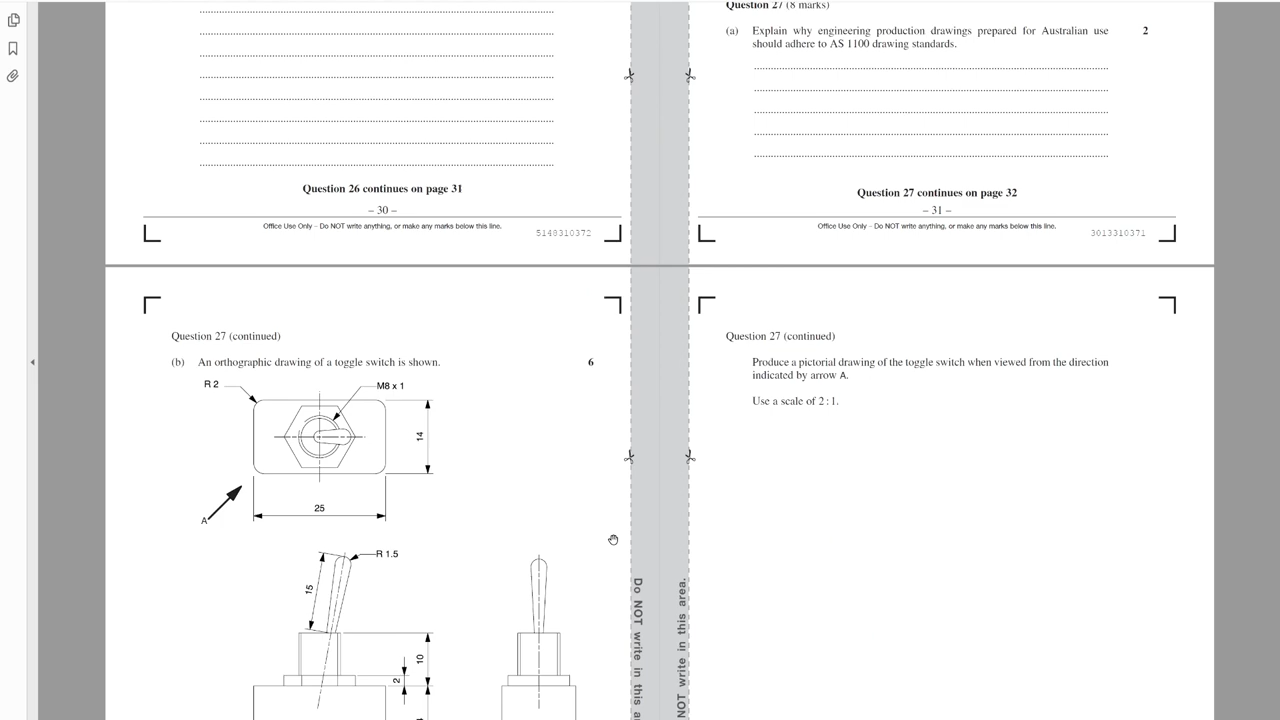 Question 26 continues on page 31
– 30 –
Office Use Only – Do NOT write anything, or make any marks below this line.
5148310372
Question 27 (8 marks)
(a) Explain why engineering production drawings prepared for Australian use 2
should adhere to AS 1100 drawing standards.
Question 27 continues on page 32
– 31 –
Office Use Only – Do NOT write anything, or make any marks below this line.
3013310371
Question 27 (continued)
(b) An orthographic drawing of a toggle switch is shown. 6
R 2
M8 x 1
14
A
25
R 1.5
15
10
2
Do NOT write in this
NOT write in this area.
Question 27 (continued)
Produce a pictorial drawing of the toggle switch when viewed from the direction
indicated by arrow A.
Use a scale of 2 : 1.